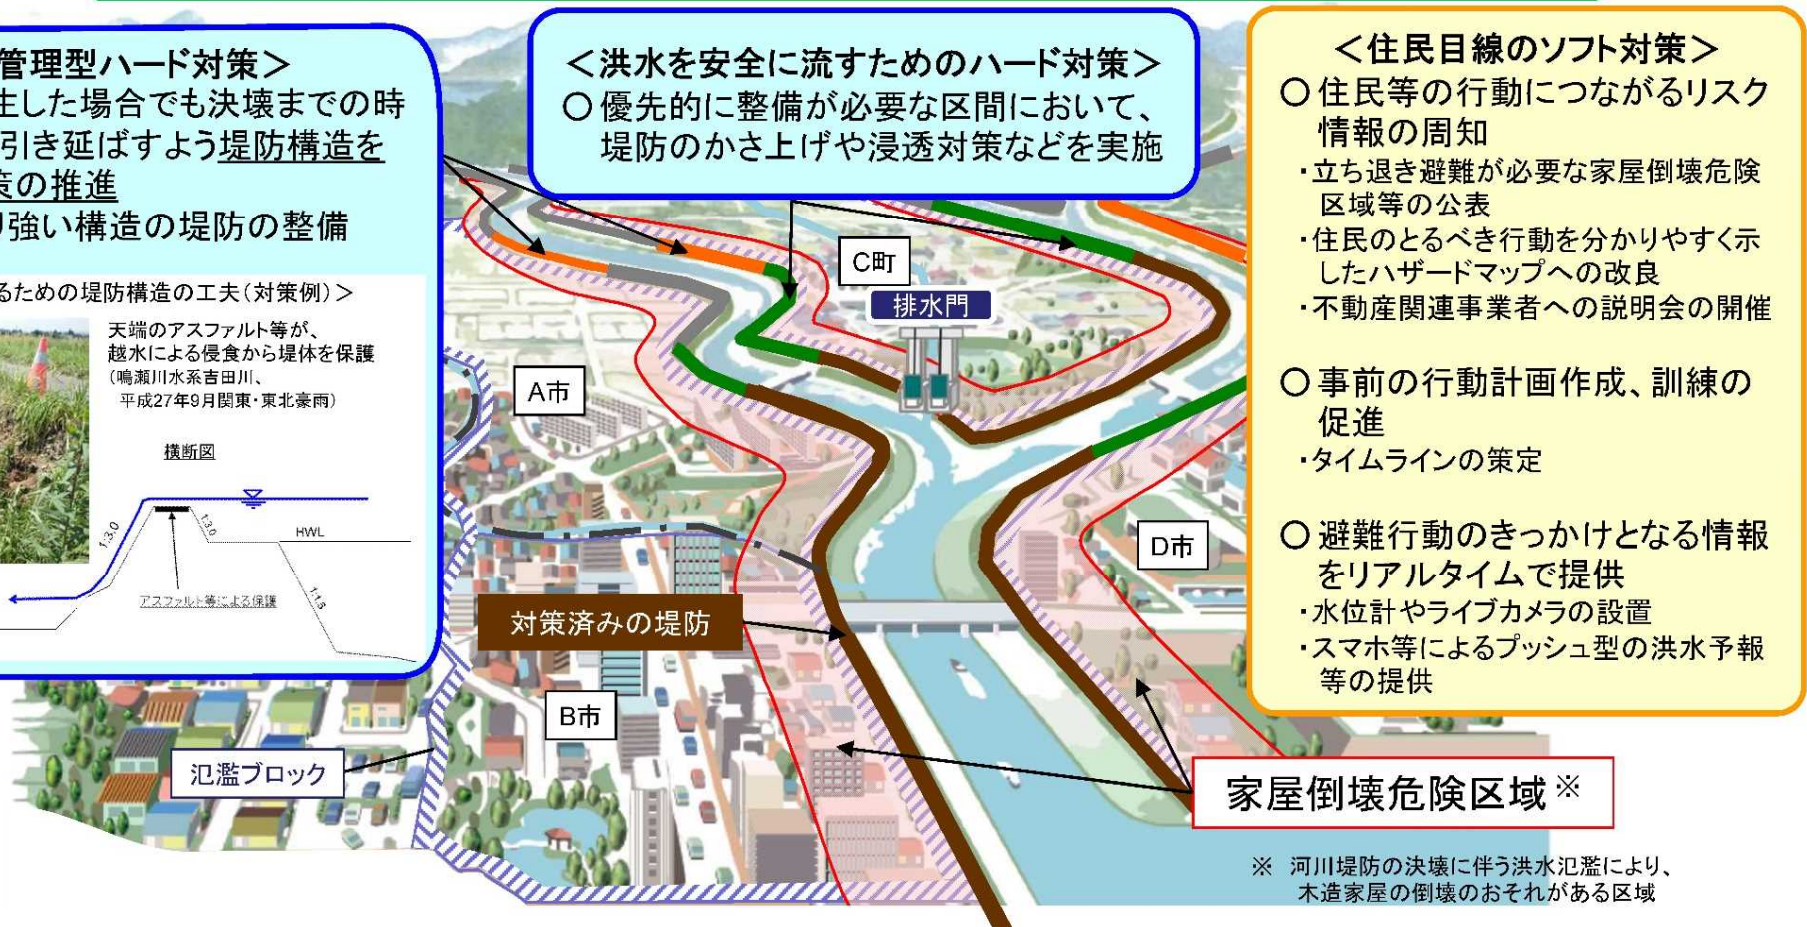 管理型ハード対策＞
生した場合でも決壊までの時
引き延ばすよう堤防構造を
策の推進
り強い構造の堤防の整備
るための堤防構造の工夫(対策例)＞
天端のアスファルト等が、
越水による侵食から堤体を保護
(鳴瀬川水系吉田川、
平成27年9月関東・東北豪雨)
横断図
1:3.0
1:3.0
HWL
1:1.5
アスファルト等による保護
＜洪水を安全に流すためのハード対策＞
○優先的に整備が必要な区間において、
堤防のかさ上げや浸透対策などを実施
＜住民目線のソフト対策＞
○住民等の行動につながるリスク
情報の周知
・立ち退き避難が必要な家屋倒壊危険
区域等の公表
・住民のとるべき行動を分かりやすく示
したハザードマップへの改良
・不動産関連事業者への説明会の開催
○事前の行動計画作成、訓練の
促進
・タイムラインの策定
○避難行動のきっかけとなる情報
をリアルタイムで提供
・水位計やライブカメラの設置
・スマホ等によるプッシュ型の洪水予報
等の提供
C町
排水門
A市
D市
対策済みの堤防
B市
氾濫ブロック
家屋倒壊危険区域※
※ 河川堤防の決壊に伴う洪水氾濫により、
木造家屋の倒壊のおそれがある区域